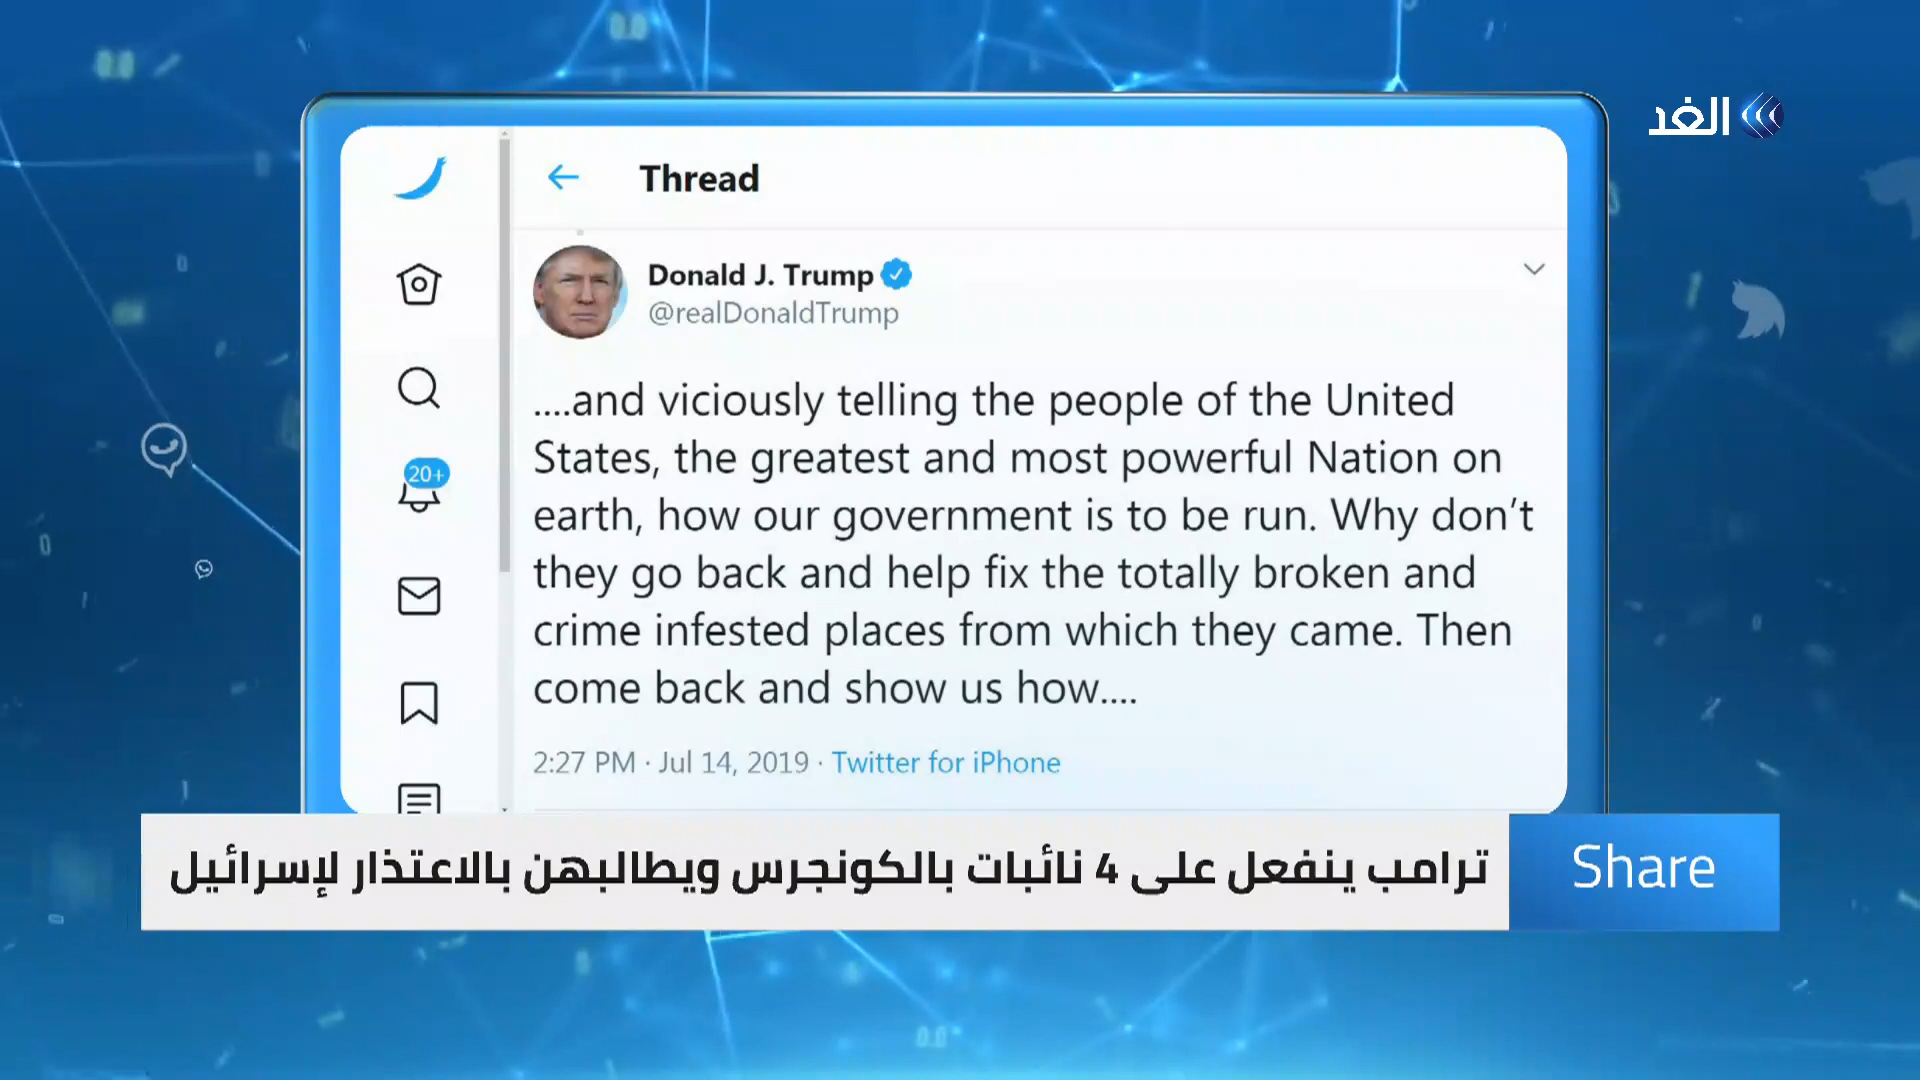 الغد
Thread
Donald J. Trump
@realDonaldTrump
20+
....and viciously telling the people of the United
States, the greatest and most powerful Nation on
earth, how our government is to be run. Why don’t
they go back and help fix the totally broken and
crime infested places from which they came. Then
come back and show us how....
2:27 PM · Jul 14, 2019 · Twitter for iPhone
Share
ترامب ينفعل على 4 نائبات بالكونجرس ويطالبهن بالاعتذار لإسرائيل